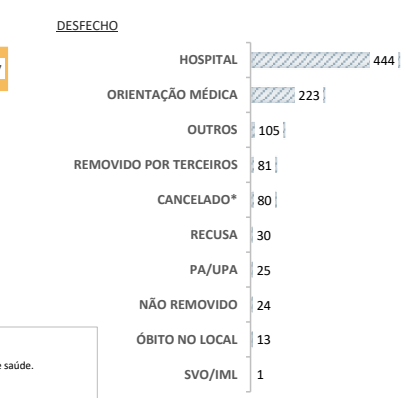 DESFECHO
HOSPITAL 444
ORIENTAÇÃO MÉDICA 223
OUTROS 105
REMOVIDO POR TERCEIROS 81
CANCELADO* 80
RECUSA 30
PA/UPA 25
NÃO REMOVIDO 24
ÓBITO NO LOCAL 13
SVO/IML 1
saúde.